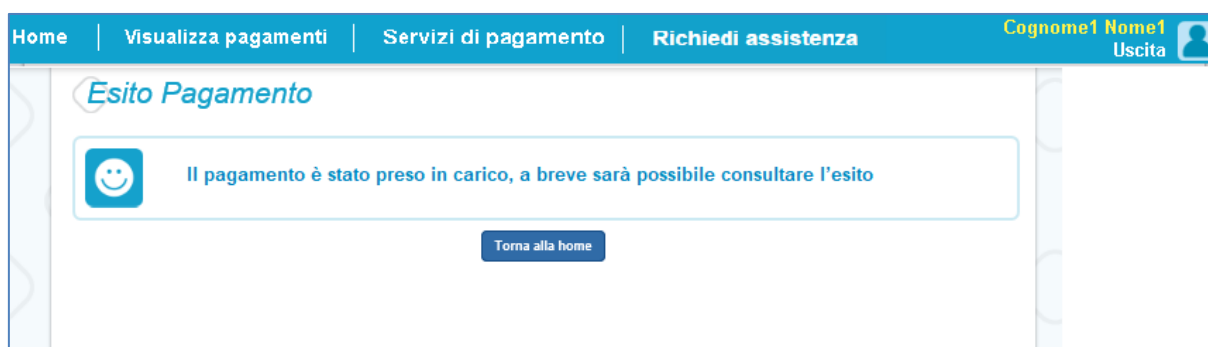 Home | Visualizza pagamenti | Servizi di pagamento | Richiedi assistenza
Cognome1 Nome1
Uscita
Esito Pagamento
Il pagamento è stato preso in carico, a breve sarà possibile consultare l'esito
Torna alla home